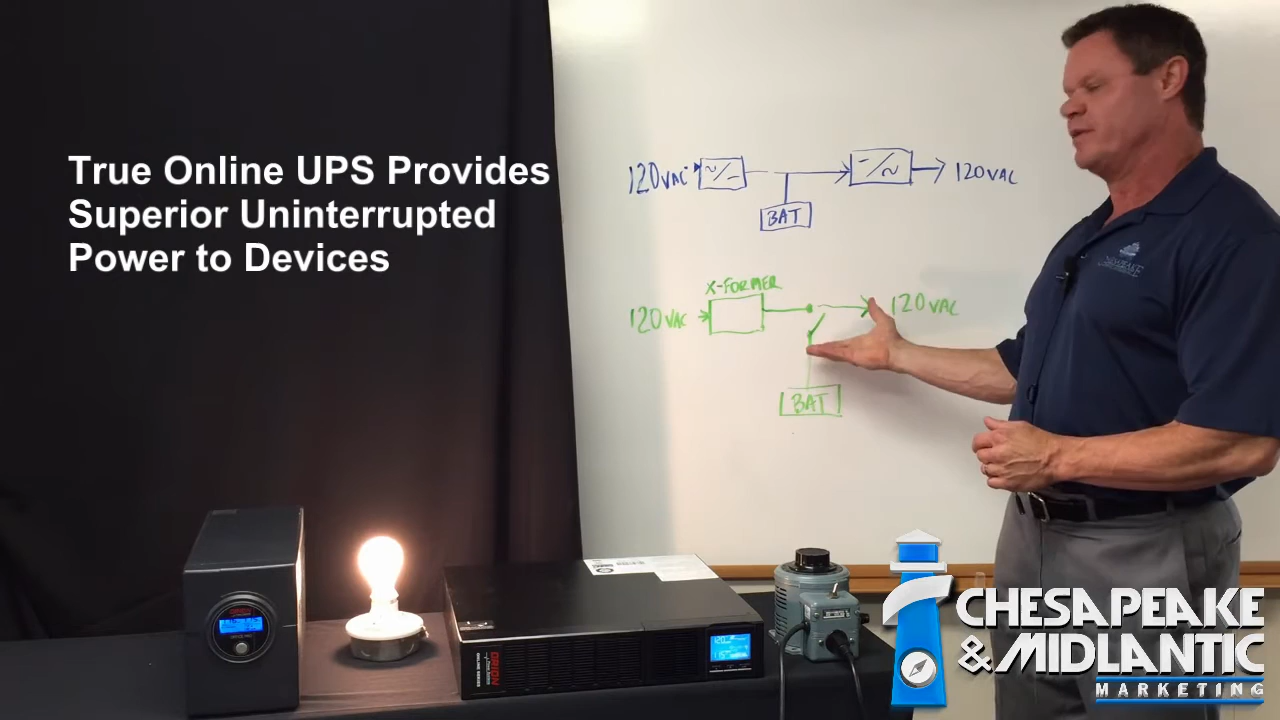 True Online UPS Provides
Superior Uninterrupted
Power to Devices
120VAC
BAT
120VAC
X-FORMER
120VAC
120VAC
BAT
ORION
CHESAPEAKE
& MIDLANTIC
MARKETING